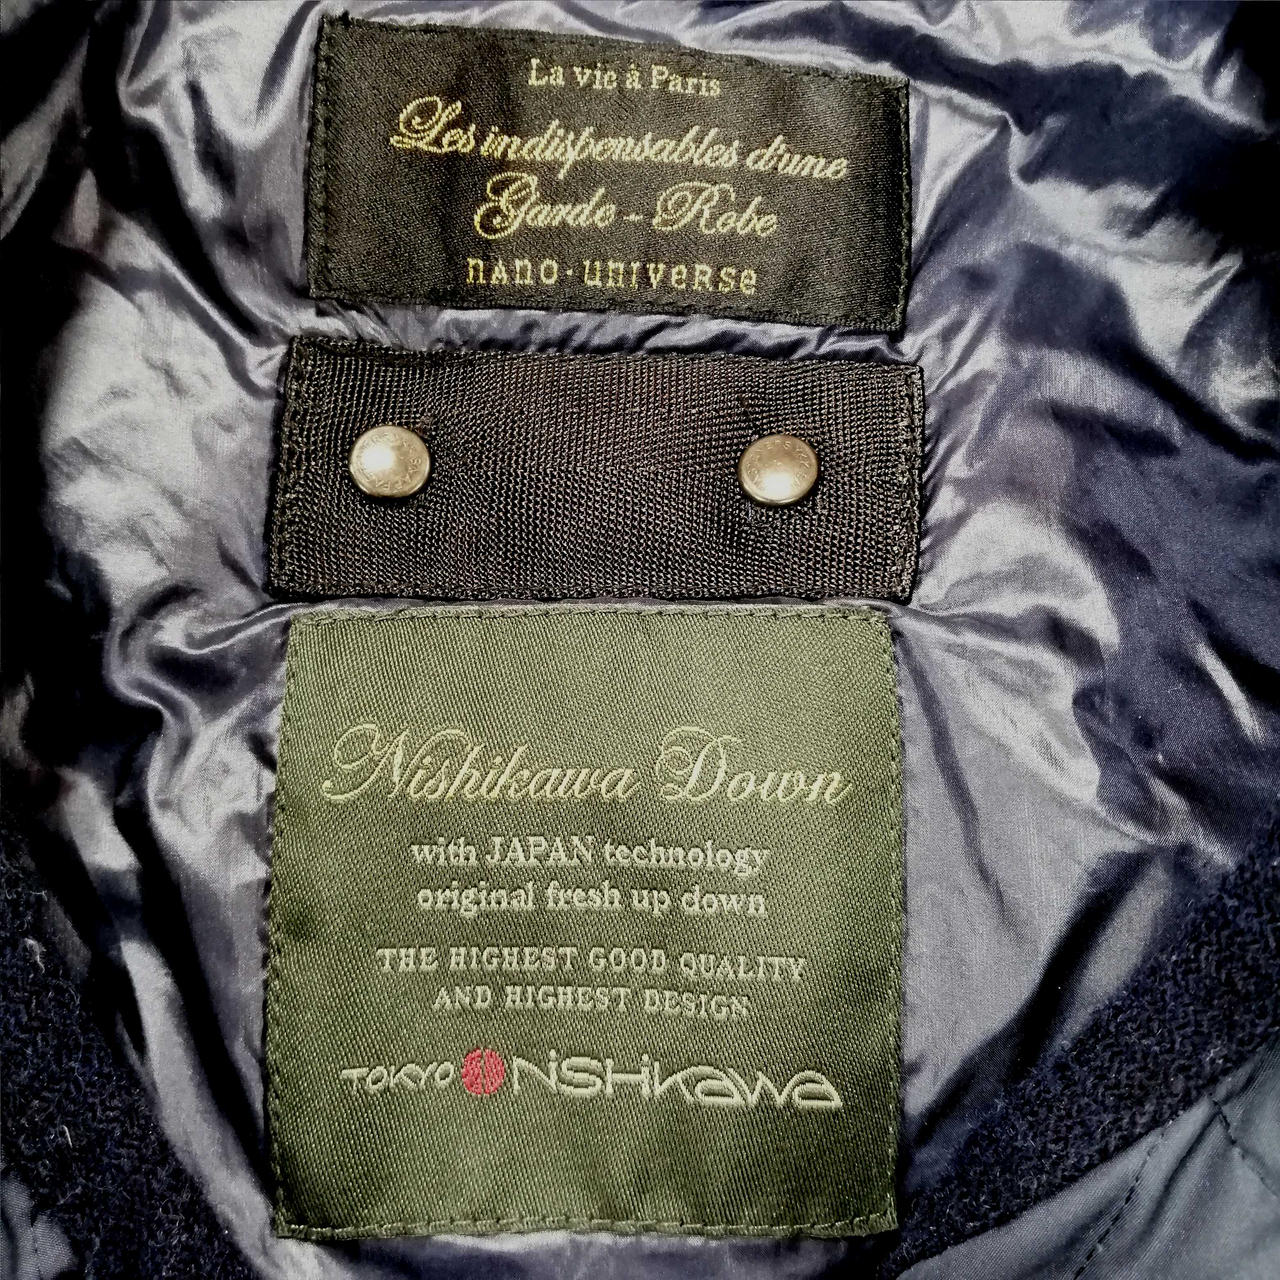 La vie à Paris
Les indispensables d'une
Garde - Robe
nano·universe
Nishikawa Down
with JAPAN technology
original fresh up down
THE HIGHEST GOOD QUALITY
AND HIGHEST DESIGN
TOKYO NiSHiKaWa